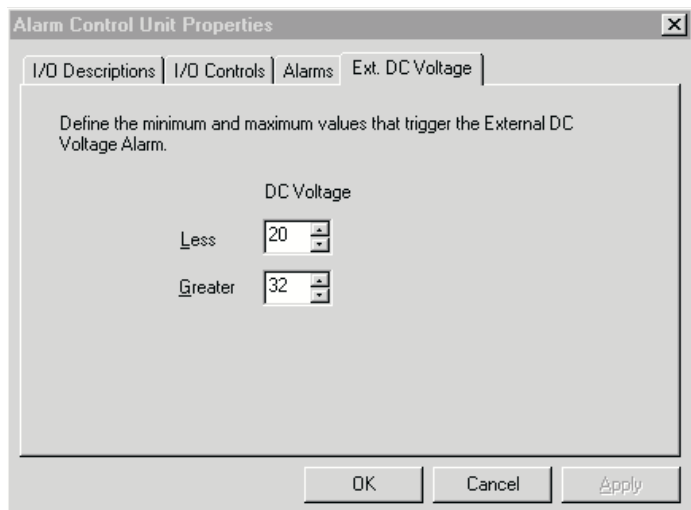 Alarm Control Unit Properties
I/O Descriptions I/O Controls Alarms Ext. DC Voltage
Define the minimum and maximum values that trigger the External DC
Voltage Alarm.
DC Voltage
Less 20
Greater 32
OK Cancel Apply